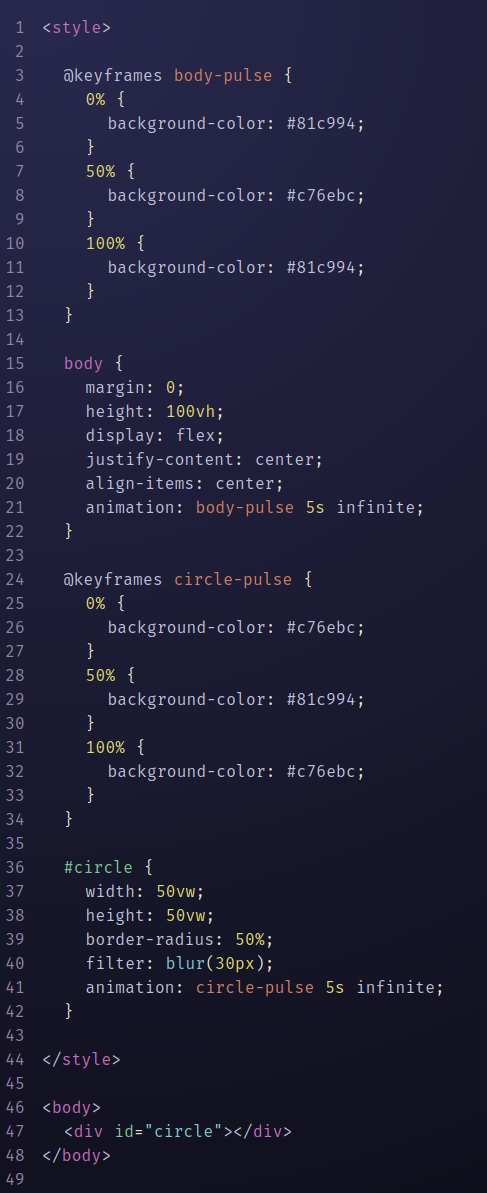 1 <style>
2
3 @keyframes body-pulse {
4 0% {
5 background-color: #81c994;
6 }
7 50% {
8 background-color: #c76ebc;
9 }
10 100% {
11 background-color: #81c994;
12 }
13 }
14
15 body {
16 margin: 0;
17 height: 100vh;
18 display: flex;
19 justify-content: center;
20 align-items: center;
21 animation: body-pulse 5s infinite;
22 }
23
24 @keyframes circle-pulse {
25 0% {
26 background-color: #c76ebc;
27 }
28 50% {
29 background-color: #81c994;
30 }
31 100% {
32 background-color: #c76ebc;
33 }
34 }
35
36 #circle {
37 width: 50vw;
38 height: 50vw;
39 border-radius: 50%;
40 filter: blur(30px);
41 animation: circle-pulse 5s infinite;
42 }
43
44 </style>
45
46 <body>
47 <div id="circle"></div>
48 </body>
49